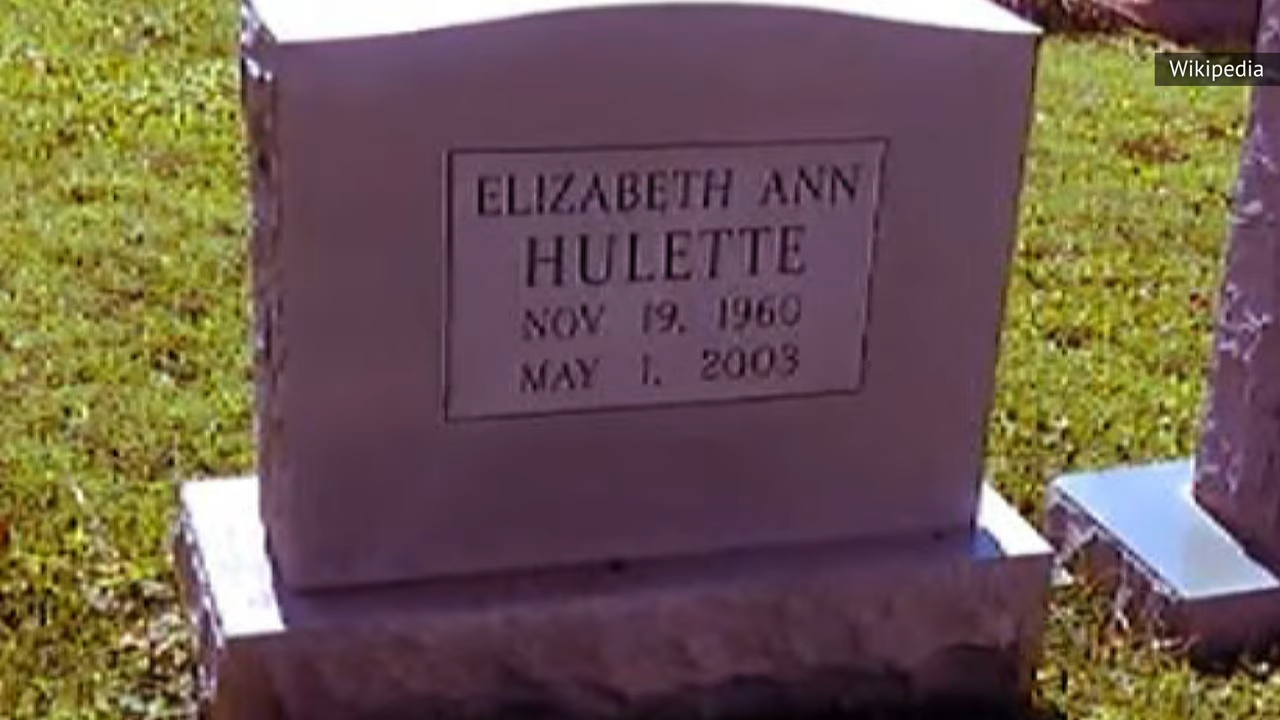 Wikipedia
ELIZABETH ANN
HULETTE
NOV 19, 1960
MAY 1, 2003